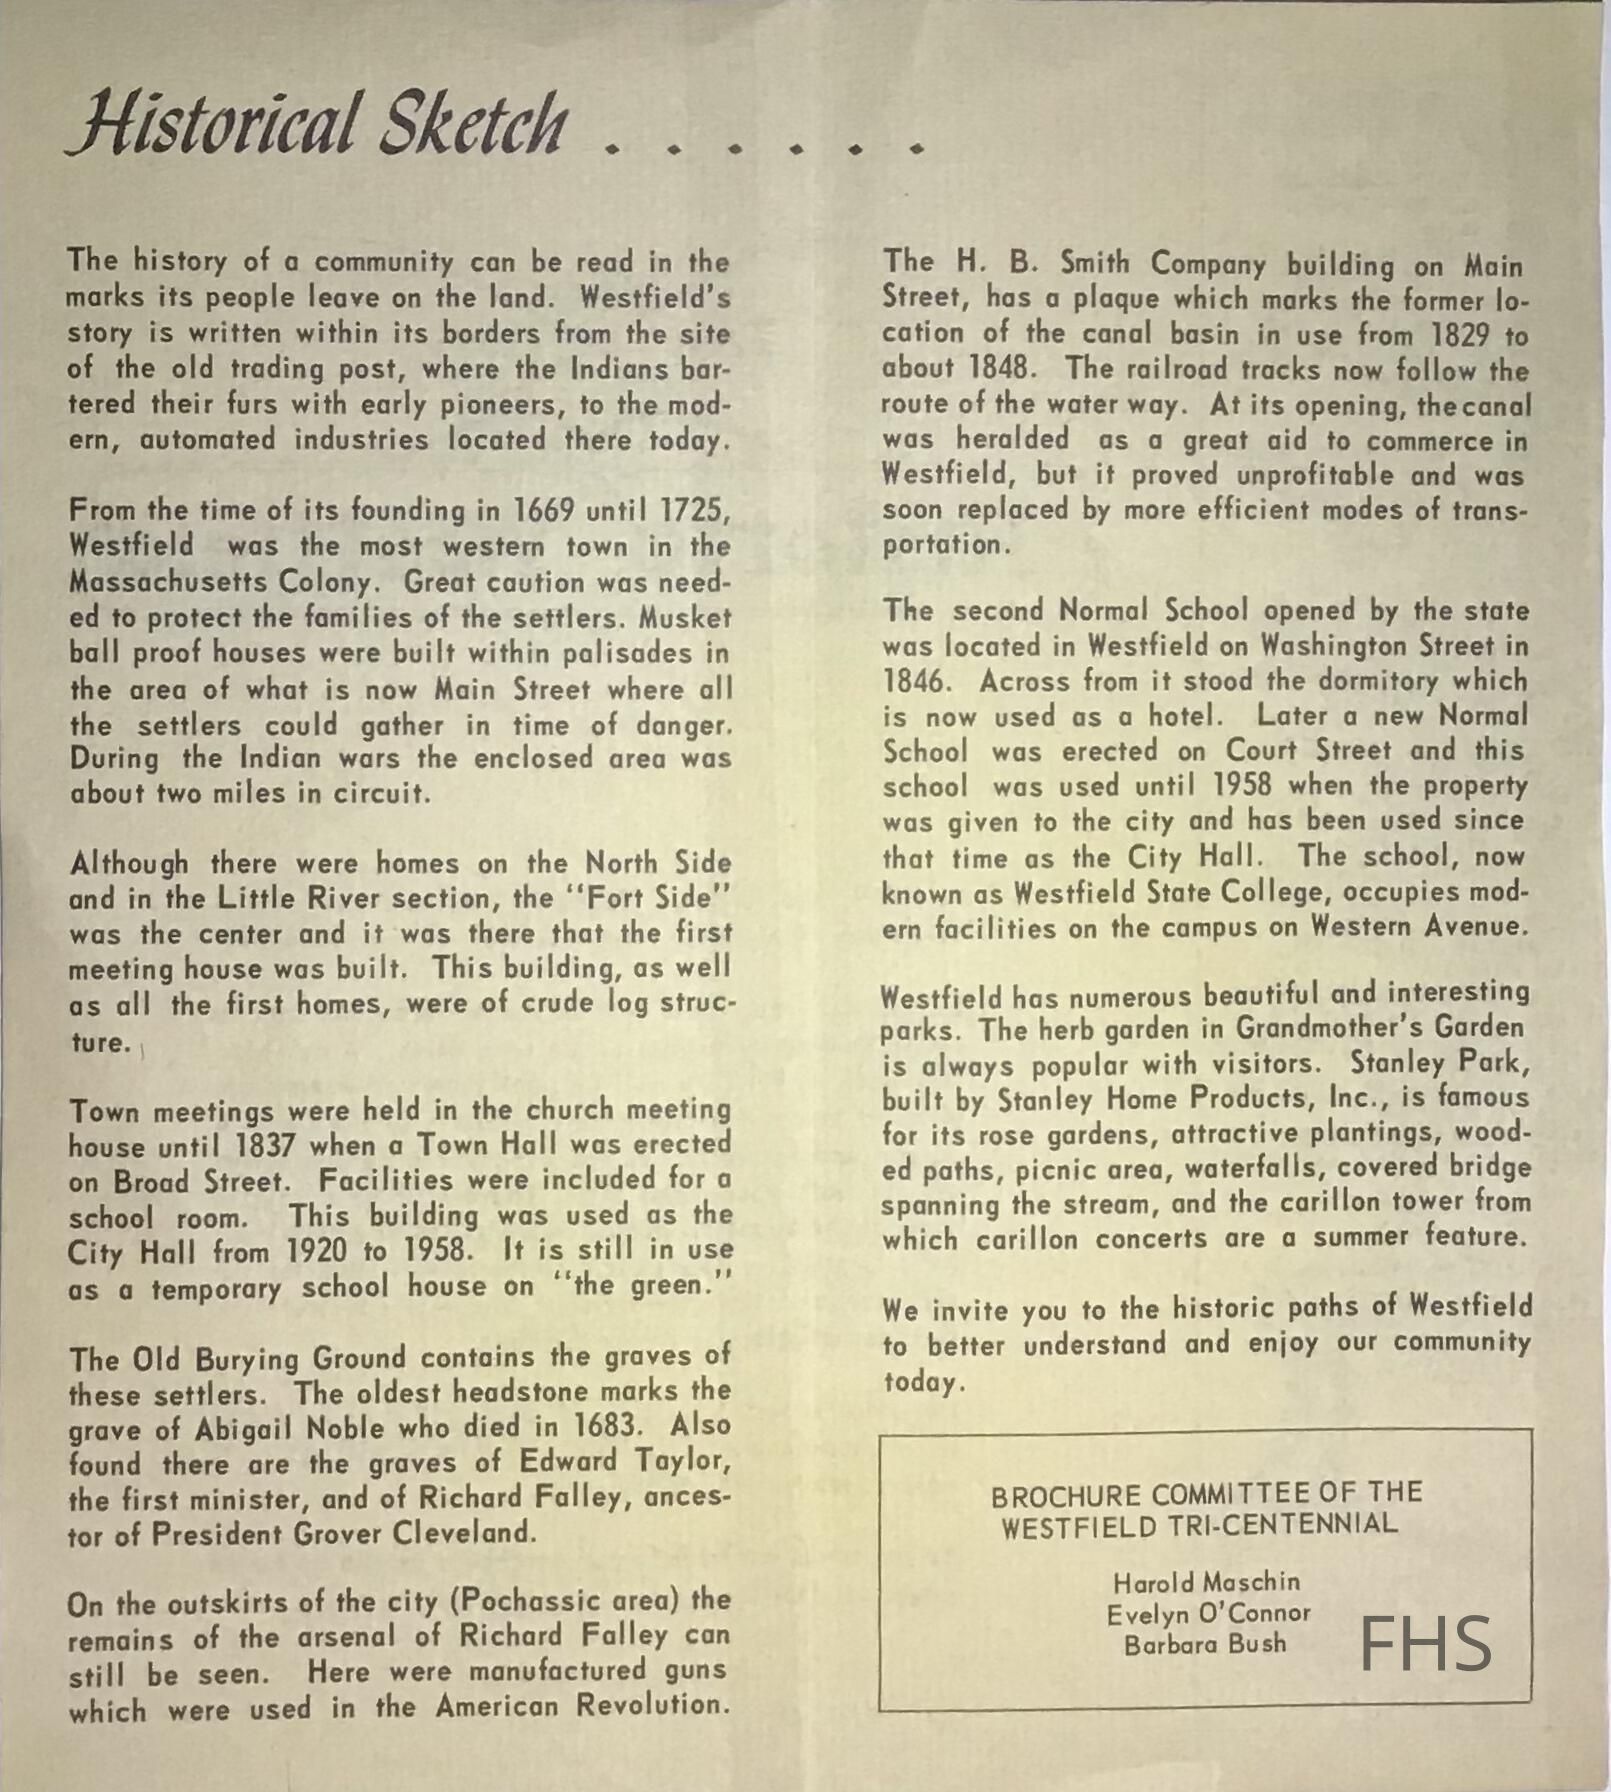 Historical Sketch . . . . . .
The history of a community can be read in the
marks its people leave on the land. Westfield's
story is written within its borders from the site
of the old trading post, where the Indians bar-
tered their furs with early pioneers, to the mod-
ern, automated industries located there today.
From the time of its founding in 1669 until 1725,
Westfield was the most western town in the
Massachusetts Colony. Great caution was need-
ed to protect the families of the settlers. Musket
ball proof houses were built within palisades in
the area of what is now Main Street where all
the settlers could gather in time of danger.
During the Indian wars the enclosed area was
about two miles in circuit.
Although there were homes on the North Side
and in the Little River section, the "Fort Side"
was the center and it was there that the first
meeting house was built. This building, as well
as all the first homes, were of crude log struc-
ture.
Town meetings were held in the church meeting
house until 1837 when a Town Hall was erected
on Broad Street. Facilities were included for a
school room. This building was used as the
City Hall from 1920 to 1958. It is still in use
as a temporary school house on "the green."
The Old Burying Ground contains the graves of
these settlers. The oldest headstone marks the
grave of Abigail Noble who died in 1683. Also
found there are the graves of Edward Taylor,
the first minister, and of Richard Falley, ances-
tor of President Grover Cleveland.
On the outskirts of the city (Pochassic area) the
remains of the arsenal of Richard Falley can
still be seen. Here were manufactured guns
which were used in the American Revolution.
The H. B. Smith Company building on Main
Street, has a plaque which marks the former lo-
cation of the canal basin in use from 1829 to
about 1848. The railroad tracks now follow the
route of the water way. At its opening, the canal
was heralded as a great aid to commerce in
Westfield, but it proved unprofitable and was
soon replaced by more efficient modes of trans-
portation.
The second Normal School opened by the state
was located in Westfield on Washington Street in
1846. Across from it stood the dormitory which
is now used as a hotel. Later a new Normal
School was erected on Court Street and this
school was used until 1958 when the property
was given to the city and has been used since
that time as the City Hall. The school, now
known as Westfield State College, occupies mod-
ern facilities on the campus on Western Avenue.
Westfield has numerous beautiful and interesting
parks. The herb garden in Grandmother's Garden
is always popular with visitors. Stanley Park,
built by Stanley Home Products, Inc., is famous
for its rose gardens, attractive plantings, wood-
ed paths, picnic area, waterfalls, covered bridge
spanning the stream, and the carillon tower from
which carillon concerts are a summer feature.
We invite you to the historic paths of Westfield
to better understand and enjoy our community
today.
BROCHURE COMMITTEE OF THE
WESTFIELD TRI-CENTENNIAL
Harold Maschin
Evelyn O'Connor
Barbara Bush
FHS